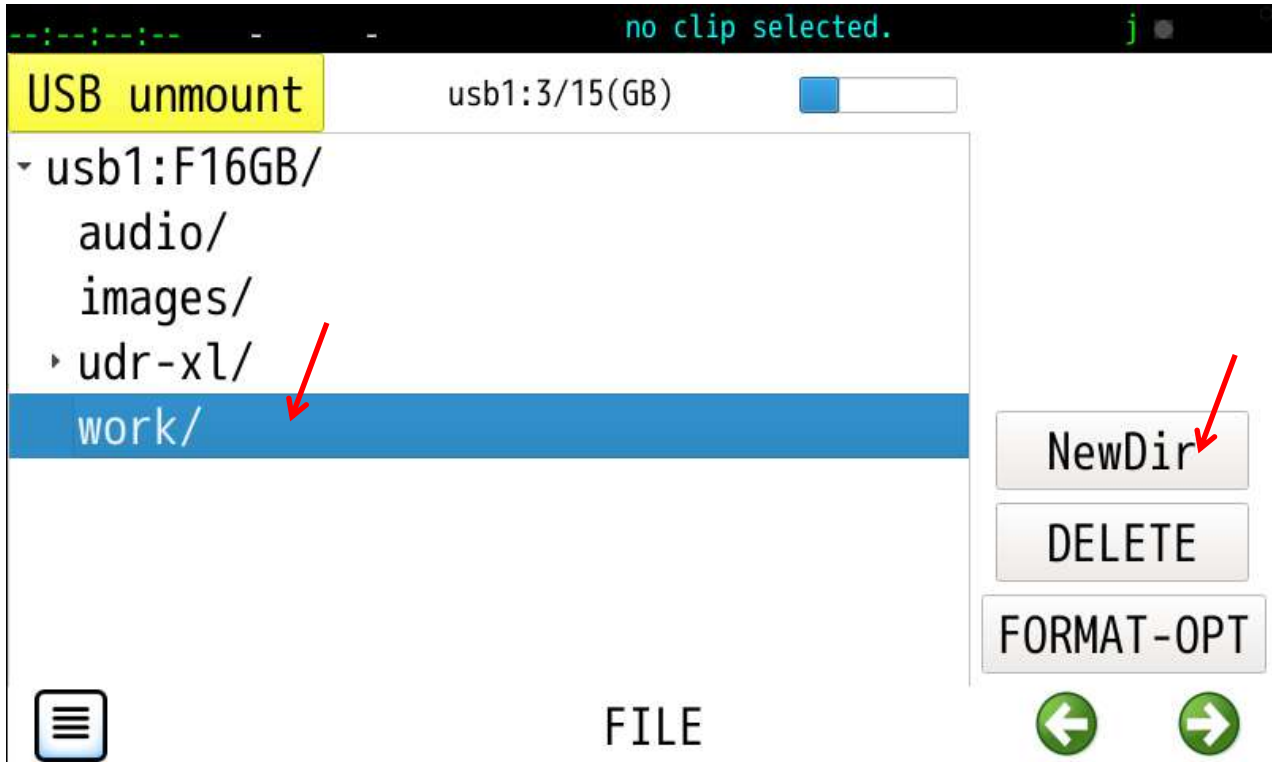 --:--:--:-- - - no clip selected. j
USB unmount usb1:3/15(GB)
usb1:F16GB/
audio/
images/
udr-xl/
work/
NewDir
DELETE
FORMAT-OPT
FILE